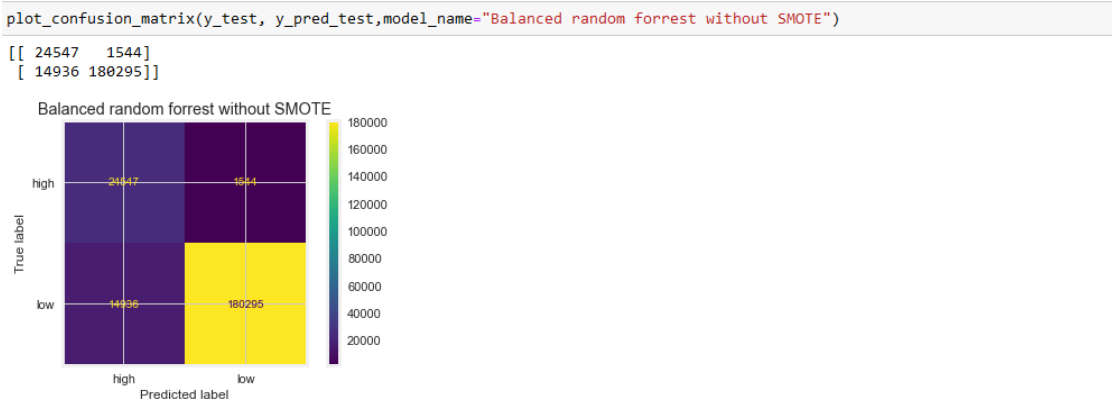 plot_confusion_matrix(y_test, y_pred_test,model_name="Balanced random forrest without SMOTE")
[[ 24547   1544]
 [ 14936 180295]]
Balanced random forrest without SMOTE
180000
160000
140000
120000
100000
80000
60000
40000
20000
True label
high
24547
1544
low
14936
180295
high
low
Predicted label